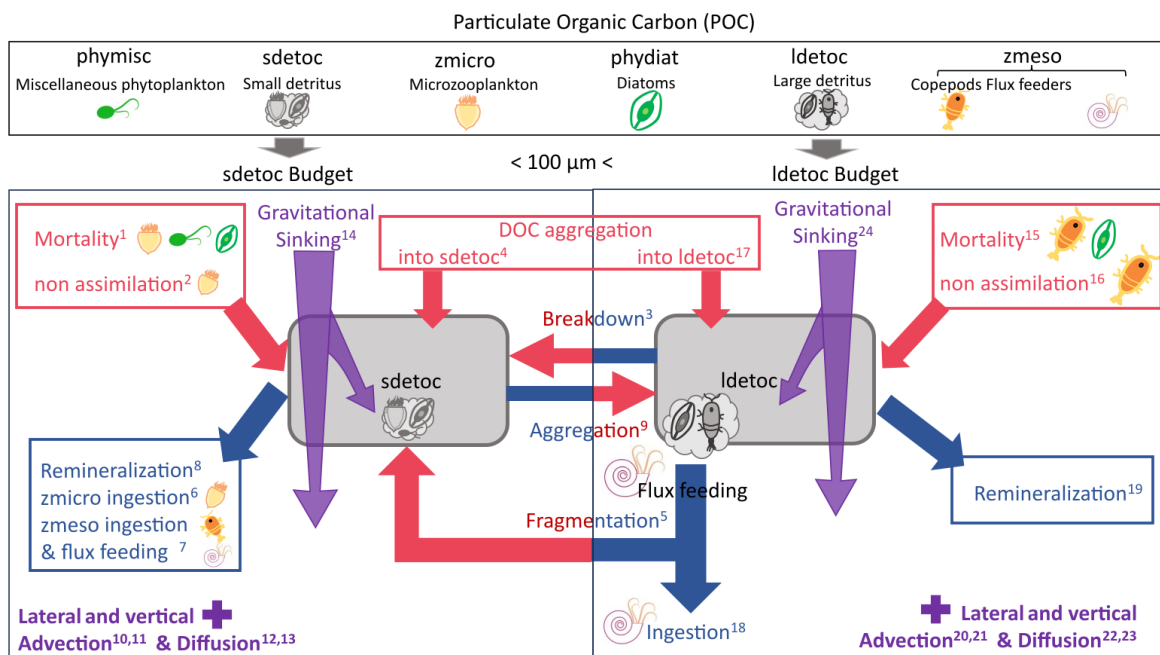 Particulate Organic Carbon (POC)
phymisc
Miscellaneous phytoplankton
sdetoc
Small detritus
zmicro
Microzooplankton
phydiat
Diatoms
ldetoc
Large detritus
zmeso
Copepods Flux feeders
< 100 µm <
sdetoc Budget
ldetoc Budget
Mortality¹
non assimilation²
Gravitational
Sinking¹⁴
DOC aggregation
into sdetoc⁴
into ldetoc¹⁷
Gravitational
Sinking²⁴
Mortality¹⁵
non assimilation¹⁶
Breakdown³
sdetoc
ldetoc
Aggregation⁹
Flux feeding
Fragmentation⁵
Remineralization⁸
zmicro ingestion⁶
zmeso ingestion
& flux feeding ⁷
Remineralization¹⁹
Ingestion¹⁸
Lateral and vertical
Advection¹⁰,¹¹ & Diffusion¹²,¹³
Lateral and vertical
Advection²⁰,²¹ & Diffusion²²,²³